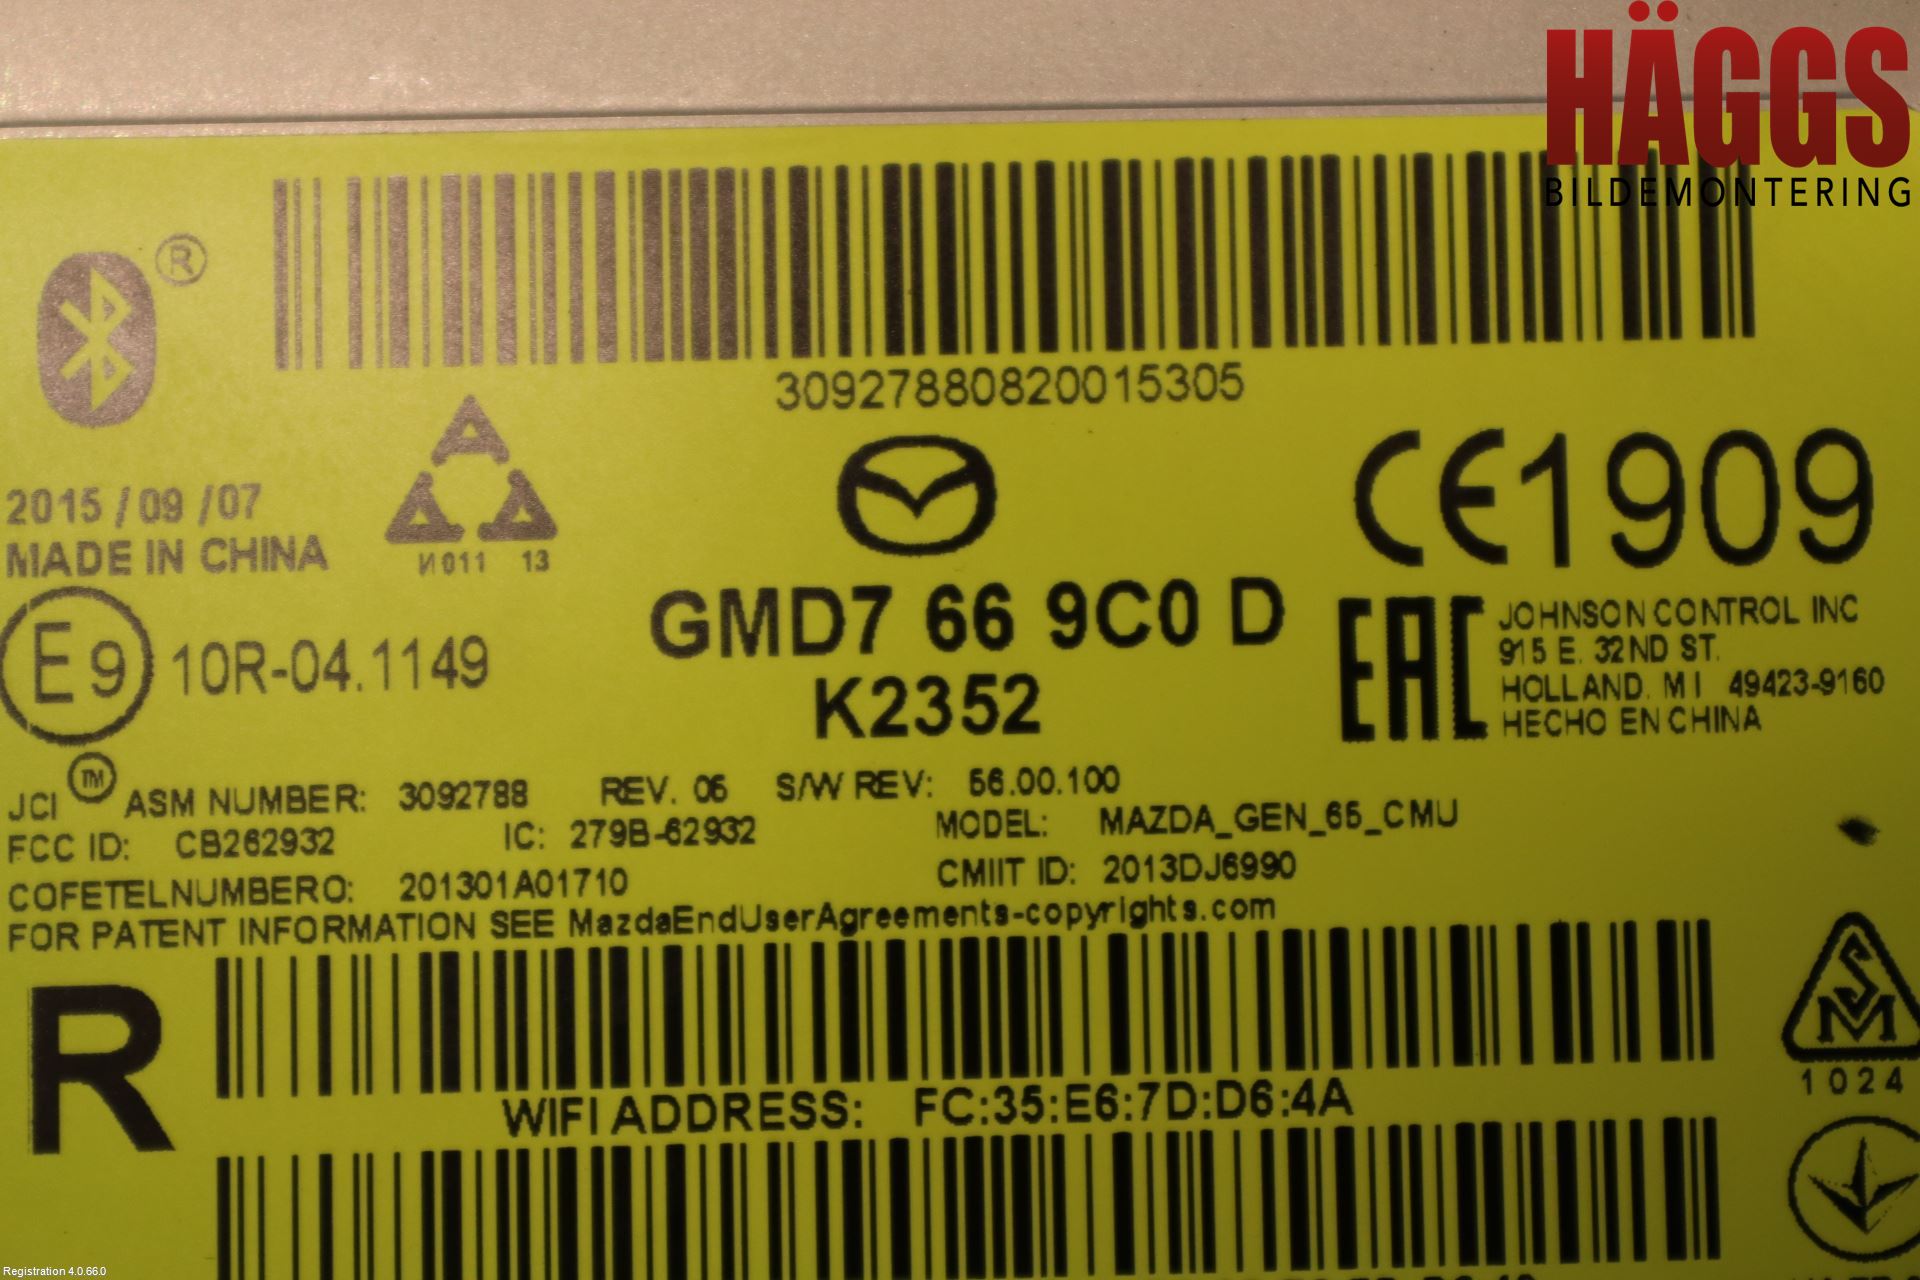 HÄGGS
BILDEMONTERING
®
30927880820015305
2015 / 09 / 07
MADE IN CHINA
И011 13
CE1909
GMD7 66 9C0 D
K2352
E9 10R-04.1149
EAC
JOHNSON CONTROL INC
915 E. 32ND ST.
HOLLAND. MI 49423-9160
HECHO EN CHINA
JCI ™ ASM NUMBER: 3092788 REV. 06 S/W REV: 56.00.100
FCC ID: CB262932 IC: 279B-62932 MODEL: MAZDA_GEN_65_CMU
COFETELNUMBERO: 201301A01710 CMIIT ID: 2013DJ6990
FOR PATENT INFORMATION SEE MazdaEndUserAgreements-copyrights.com
R
SM
1024
WIFI ADDRESS: FC:35:E6:7D:D6:4A
Registration 4.0.66.0